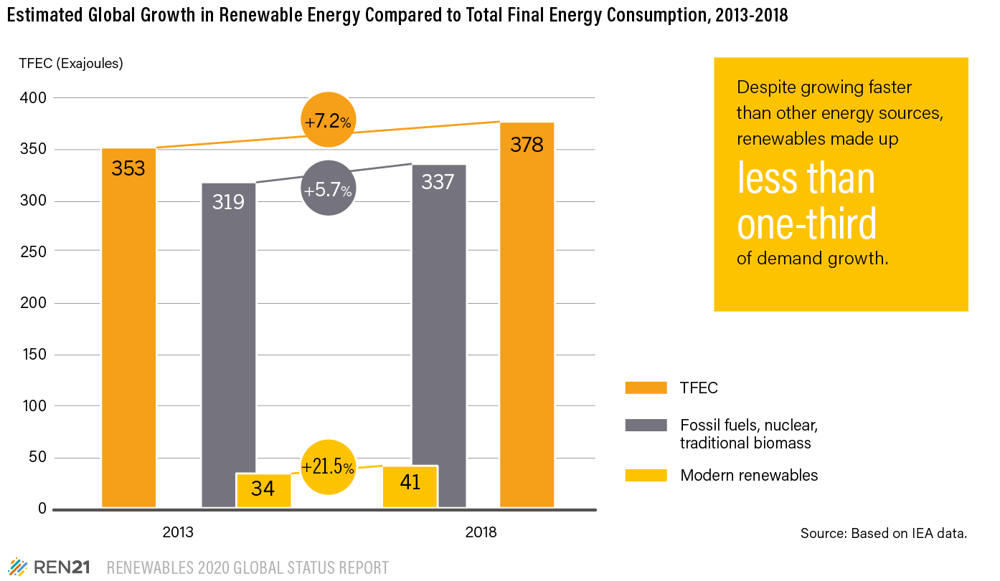 Estimated Global Growth in Renewable Energy Compared to Total Final Energy Consumption, 2013-2018
TFEC (Exajoules)
400
350
300
250
200
150
100
50
0
353
319
34
+7.2%
+5.7%
+21.5%
41
337
378
2013
2018
Despite growing faster
than other energy sources,
renewables made up
less than
one-third
of demand growth.
TFEC
Fossil fuels, nuclear,
traditional biomass
Modern renewables
Source: Based on IEA data.
REN21 RENEWABLES 2020 GLOBAL STATUS REPORT